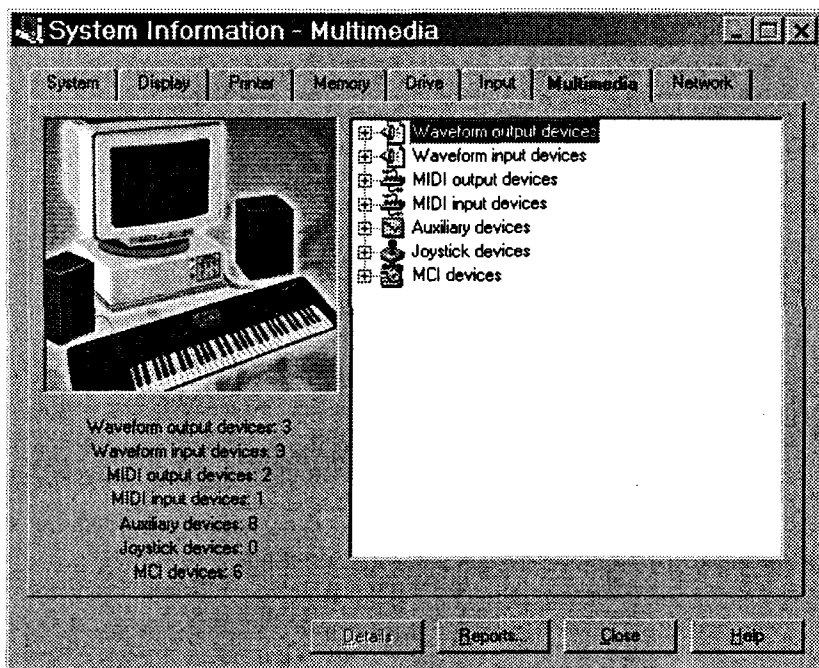 System Information - Multimedia
System Display Printer Memory Drive Input Multimedia Network
Waveform output devices
Waveform input devices
MIDI output devices
MIDI input devices
Auxiliary devices
Joystick devices
MCI devices
Waveform output devices: 3
Waveform input devices: 3
MIDI output devices: 2
MIDI input devices: 1
Auxiliary devices: 8
Joystick devices: 0
MCI devices: 6
Details... Reports... Close Help